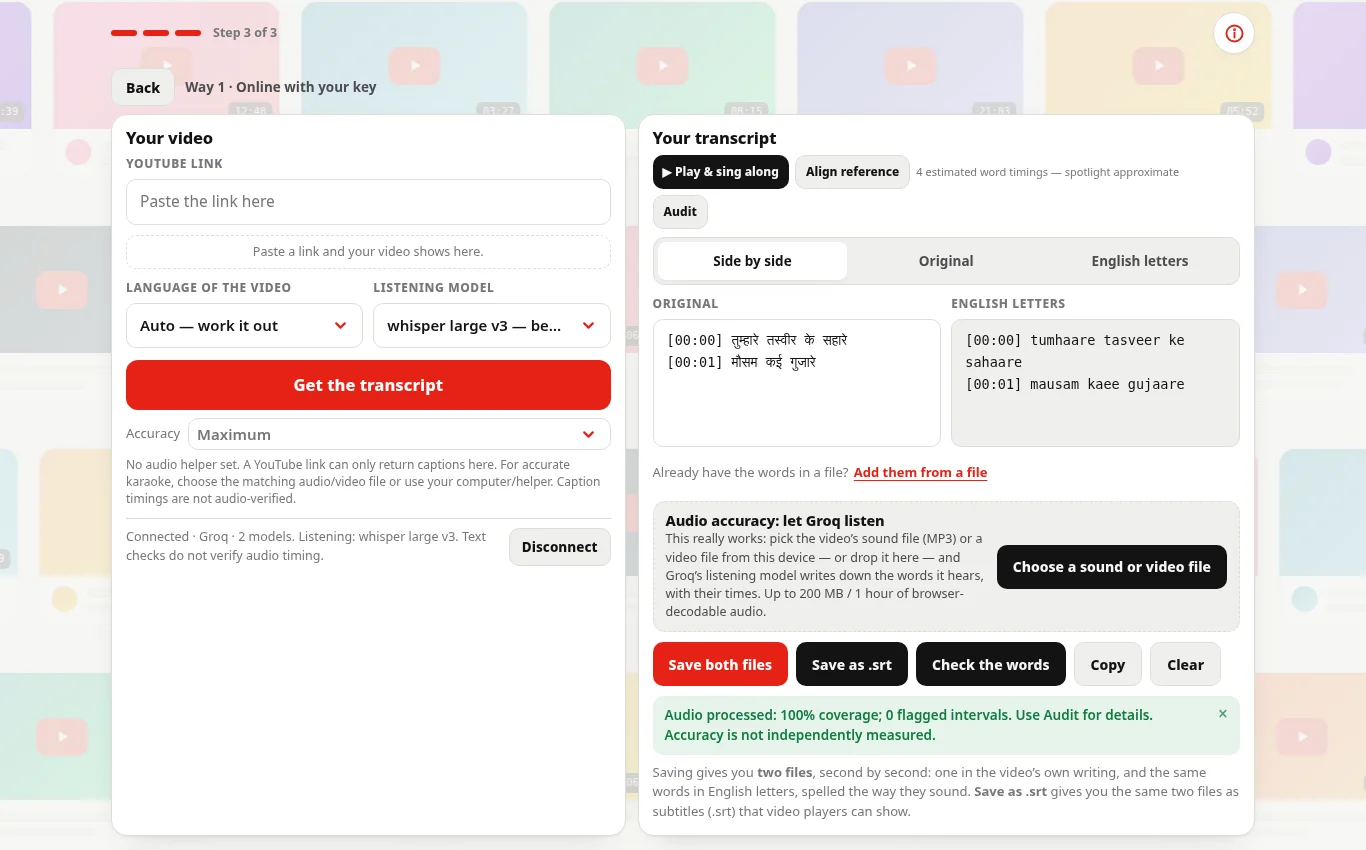 Step 3 of 3
:39
12:48
03:27
08:15
21:03
05:52
Back
Way 1 · Online with your key
Your video
YOUTUBE LINK
Paste the link here
Paste a link and your video shows here.
LANGUAGE OF THE VIDEO
LISTENING MODEL
Auto — work it out
whisper large v3 — be...
Get the transcript
Accuracy
Maximum
No audio helper set. A YouTube link can only return captions here. For accurate
karaoke, choose the matching audio/video file or use your computer/helper. Caption
timings are not audio-verified.
Connected · Groq · 2 models. Listening: whisper large v3. Text
checks do not verify audio timing.
Disconnect
Your transcript
▶ Play & sing along
Align reference
4 estimated word timings — spotlight approximate
Audit
Side by side
Original
English letters
ORIGINAL
[00:00] तुम्हारे तस्वीर के सहारे
[00:01] मौसम कई गुजारे
ENGLISH LETTERS
[00:00] tumhaare tasveer ke
sahaare
[00:01] mausam kaee gujaare
Already have the words in a file? Add them from a file
Audio accuracy: let Groq listen
This really works: pick the video’s sound file (MP3) or a
video file from this device — or drop it here — and
Groq’s listening model writes down the words it hears,
with their times. Up to 200 MB / 1 hour of browser-
decodable audio.
Choose a sound or video file
Save both files
Save as .srt
Check the words
Copy
Clear
Audio processed: 100% coverage; 0 flagged intervals. Use Audit for details.
Accuracy is not independently measured.
×
Saving gives you two files, second by second: one in the video’s own writing, and the same
words in English letters, spelled the way they sound. Save as .srt gives you the same two files as
subtitles (.srt) that video players can show.